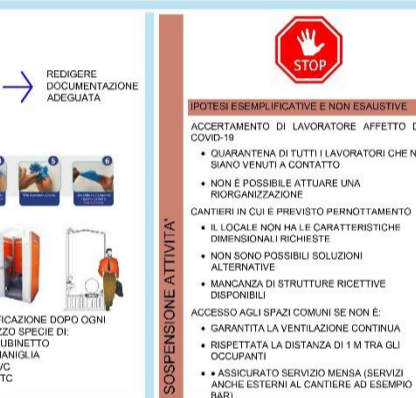 REDIGERE
DOCUMENTAZIONE
ADEGUATA
5
6
FICAZIONE DOPO OGNI
ZZO SPECIE DI:
UBINETTO
ANIGLIA
VC
TC
SOSPENSIONE ATTIVITA'
STOP
IPOTESI ESEMPLIFICATIVE E NON ESAUSTIVE
ACCERTAMENTO DI LAVORATORE AFFETTO D
COVID-19
• QUARANTENA DI TUTTI I LAVORATORI CHE N
SIANO VENUTI A CONTATTO
• NON È POSSIBILE ATTUARE UNA
RIORGANIZZAZIONE
CANTIERI IN CUI È PREVISTO PERNOTTAMENTO
• IL LOCALE NON HA LE CARATTERISTICHE
DIMENSIONALI RICHIESTE
• NON SONO POSSIBILI SOLUZIONI
ALTERNATIVE
• MANCANZA DI STRUTTURE RICETTIVE
DISPONIBILI
ACCESSO AGLI SPAZI COMUNI SE NON È:
• GARANTITA LA VENTILAZIONE CONTINUA
• RISPETTATA LA DISTANZA DI 1 M TRA GLI
OCCUPANTI
• • ASSICURATO SERVIZIO MENSA (SERVIZI
ANCHE ESTERNI AL CANTIERE AD ESEMPIO
BAR)